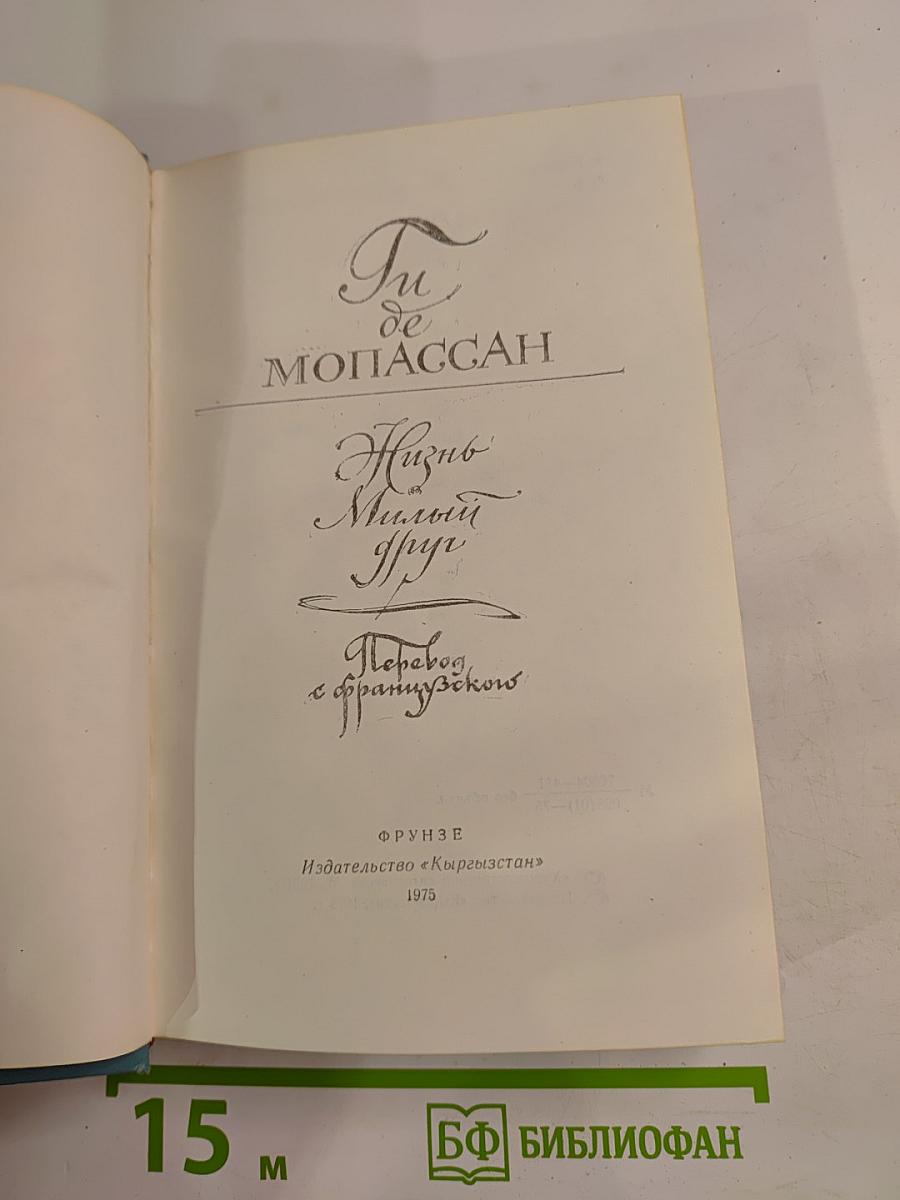 Ги
де
МОПАССАН
Жизнь
Милый
друг
Перевод
с французского
ФРУНЗЕ
Издательство «Кыргызстан»
1975
15 м
БФ БИБЛИОФАН